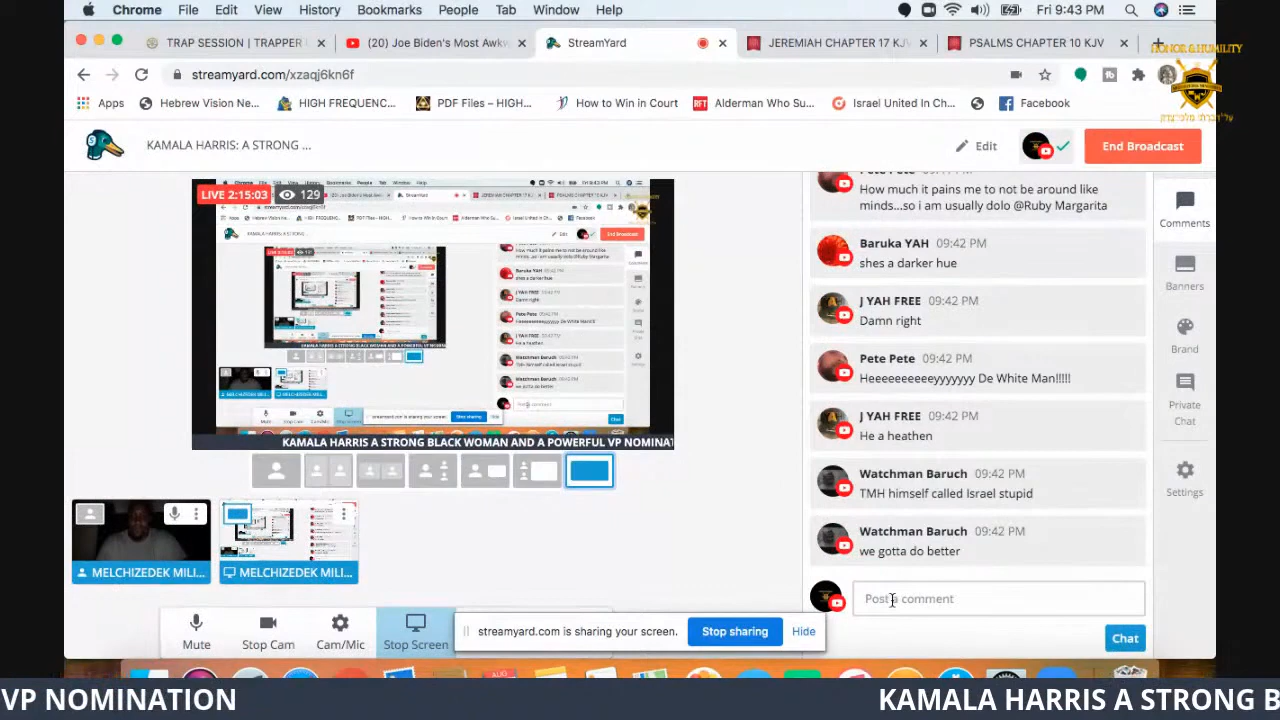 Chrome File Edit View History Bookmarks People Tab Window Help
Fri 9:43 PM
TRAP SESSION | TRAPPER
(20) Joe Biden's Most Awkw
StreamYard
JEREMIAH CHAPTER 17 KJV
PSALMS CHAPTER 10 KJV
HONOR & HUMILITY
streamyard.com/xzaqj6kn6f
Apps
Hebrew Vision Ne...
HIGH FREQUENC...
PDF Files - HIGH...
How to Win in Court
RFT Alderman Who Su...
Israel United in Ch...
Facebook
KAMALA HARRIS: A STRONG ...
Edit
End Broadcast
LIVE 2:15:03
129
KAMALA HARRIS A STRONG BLACK WOMAN AND A POWERFUL VP NOMINAT
MELCHIZEDEK MILI...
MELCHIZEDEK MILI...
How much it pains me to not be around like
minds...so i am usually dolo @Ruby Margarita
Baruka YAH 09:42 PM
shes a darker hue
J YAH FREE 09:42 PM
Damn right
Pete Pete 09:42 PM
J YAH FREE 09:42 PM
He a heathen
Watchman Baruch 09:42 PM
TMH himself called Israel stupid
Watchman Baruch 09:42 PM
we gotta do better
Post a comment
Chat
Comments
Banners
Brand
Private
Chat
Settings
Mute
Stop Cam
Cam/Mic
Stop Screen
streamyard.com is sharing your screen.
Stop sharing
Hide
VP NOMINATION
KAMALA HARRIS A STRONG B